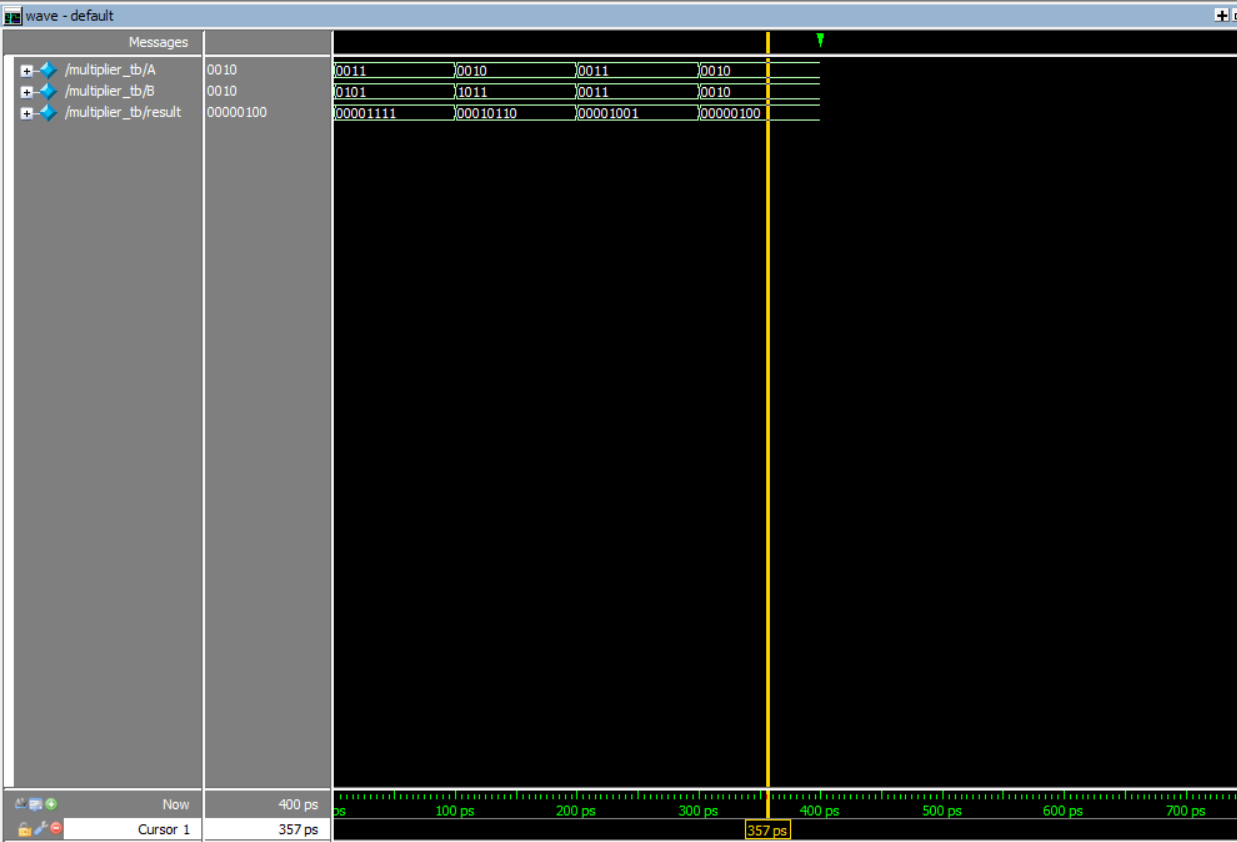 wave - default
Messages
/multiplier_tb/A 0010 0011 0010 0011 0010
/multiplier_tb/B 0010 0101 1011 0011 0010
/multiplier_tb/result 00000100 00001111 00010110 00001001 00000100
Now 400 ps ps 100 ps 200 ps 300 ps 400 ps 500 ps 600 ps 700 ps
Cursor 1 357 ps 357 ps